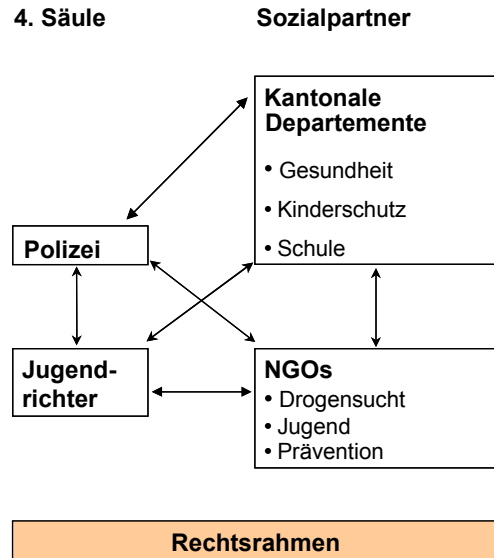 4. Säule Sozialpartner
Kantonale
Departemente
• Gesundheit
• Kinderschutz
• Schule
Polizei
Jugend-
richter
NGOs
• Drogensucht
• Jugend
• Prävention
Rechtsrahmen